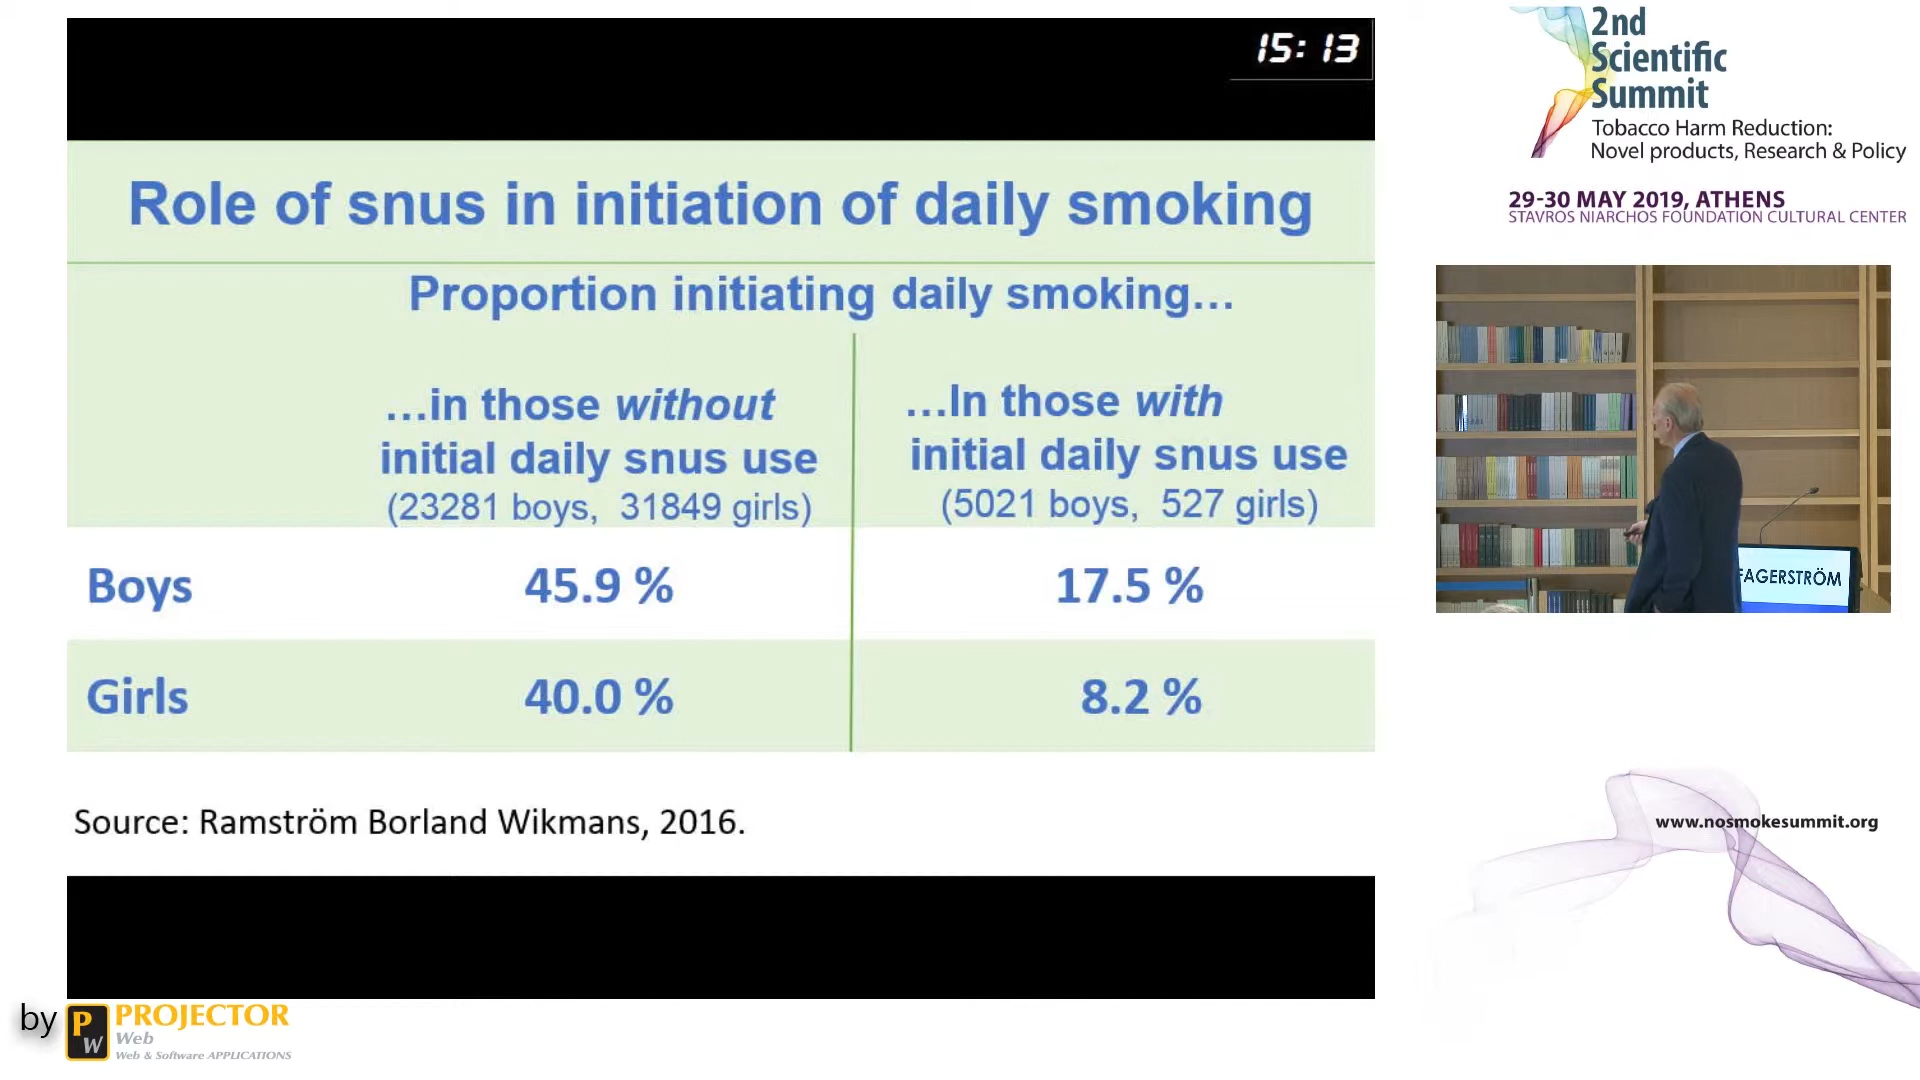 15:13
Role of snus in initiation of daily smoking
Proportion initiating daily smoking...
...in those without
initial daily snus use
(23281 boys, 31849 girls)
...In those with
initial daily snus use
(5021 boys, 527 girls)
Boys 45.9 % 17.5 %
Girls 40.0 % 8.2 %
Source: Ramström Borland Wikmans, 2016.
2nd
Scientific
Summit
Tobacco Harm Reduction:
Novel products, Research & Policy
29-30 MAY 2019, ATHENS
STAVROS NIARCHOS FOUNDATION CULTURAL CENTER
FAGERSTRÖM
www.nosmokesummit.org
by PW PROJECTOR
Web
Web & Software APPLICATIONS